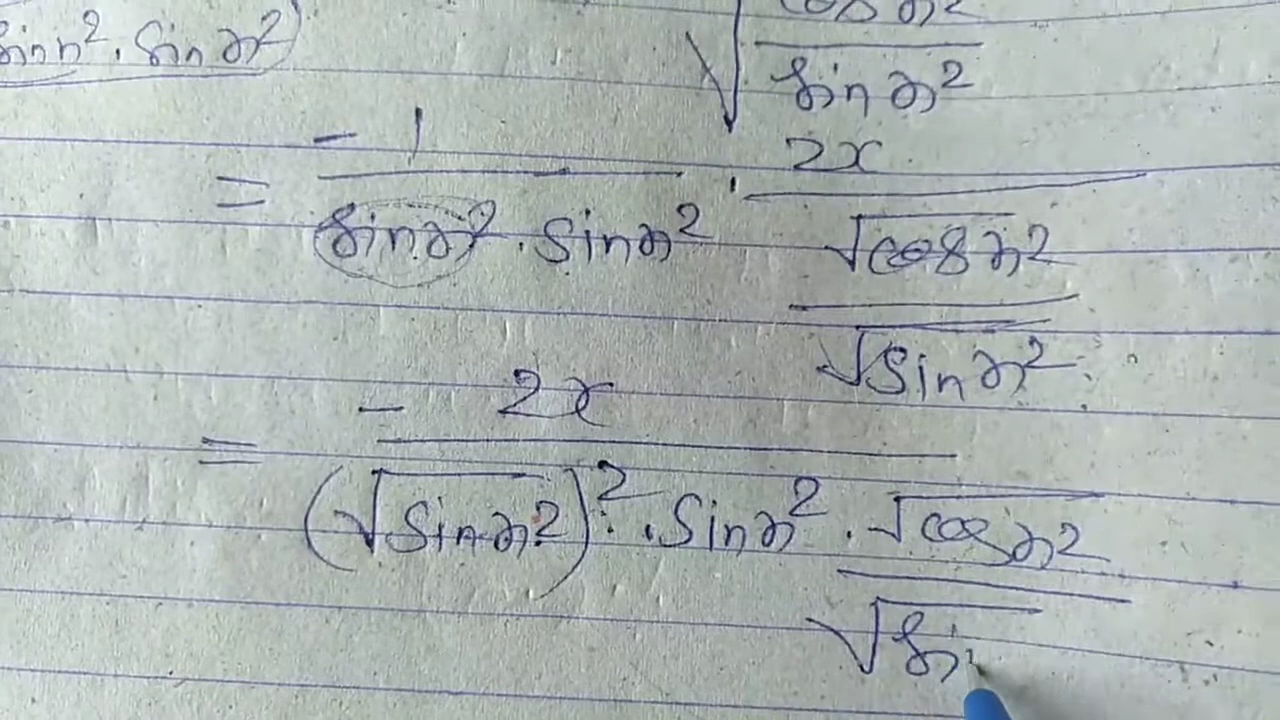 sin x² . sin x²)
√ cos x² / sin x²
= - 1 / sin x² . sin x² . 2x / √cos x² / √sin x²
= - 2x / (√sin x²)² . sin x² . √cos x² / √si